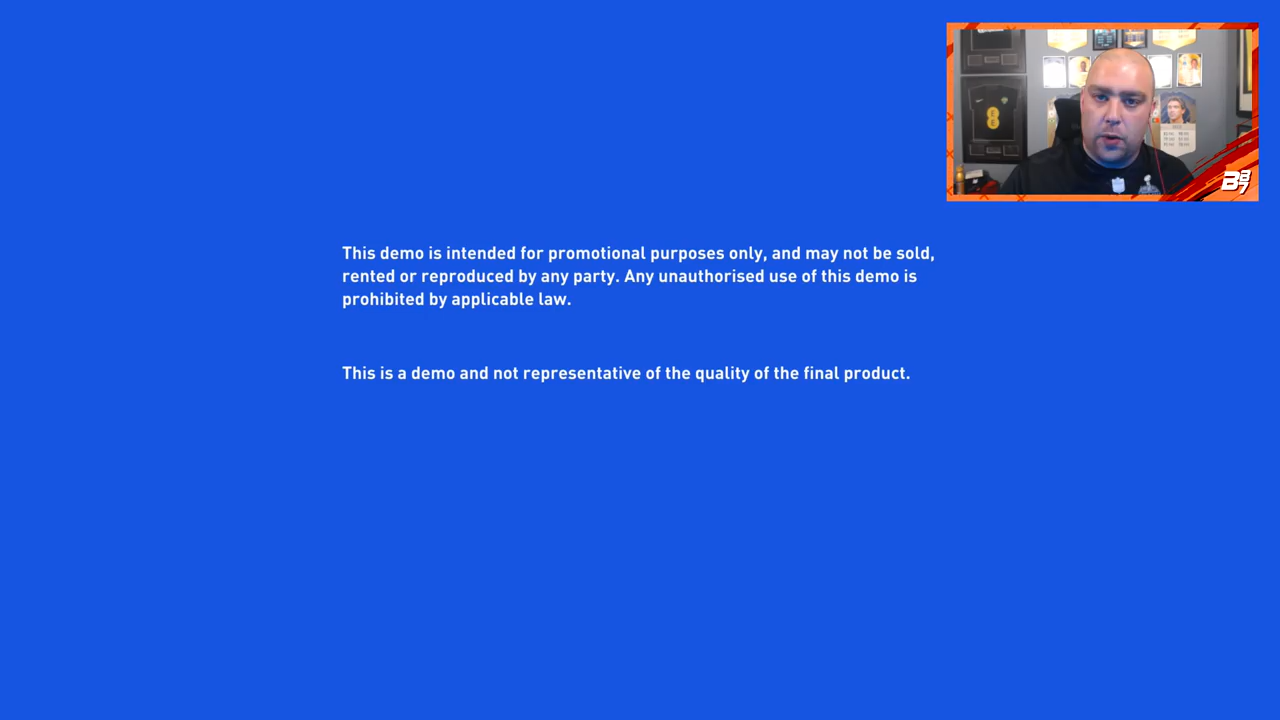 This demo is intended for promotional purposes only, and may not be sold,
rented or reproduced by any party. Any unauthorised use of this demo is
prohibited by applicable law.
This is a demo and not representative of the quality of the final product.
B87